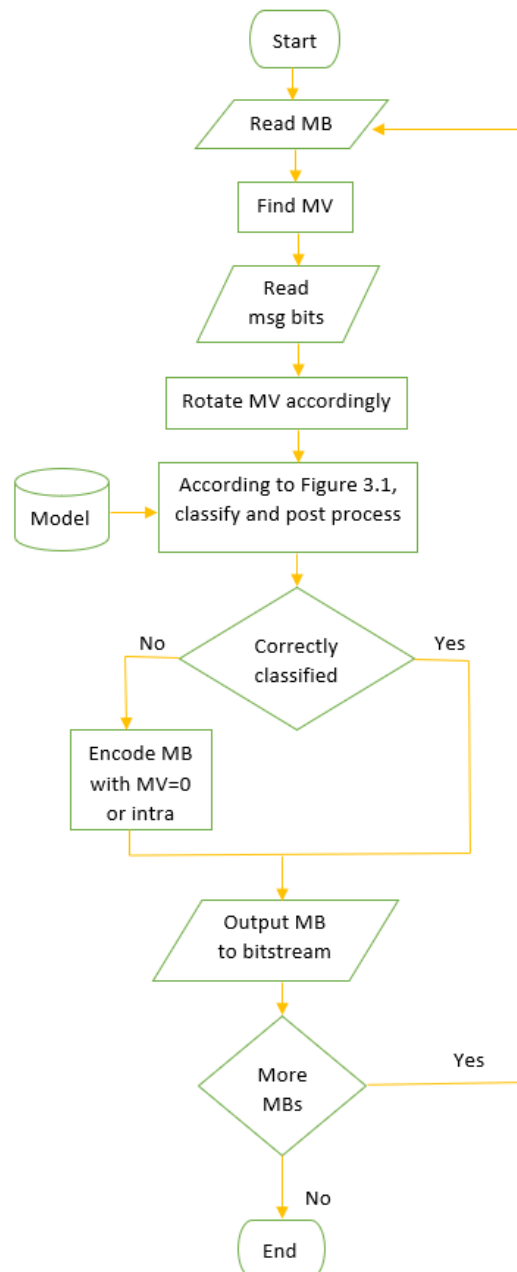 Start
Read MB
Find MV
Read
msg bits
Rotate MV accordingly
Model
According to Figure 3.1,
classify and post process
No
Correctly
classified
Yes
Encode MB
with MV=0
or intra
Output MB
to bitstream
More
MBs
Yes
No
End